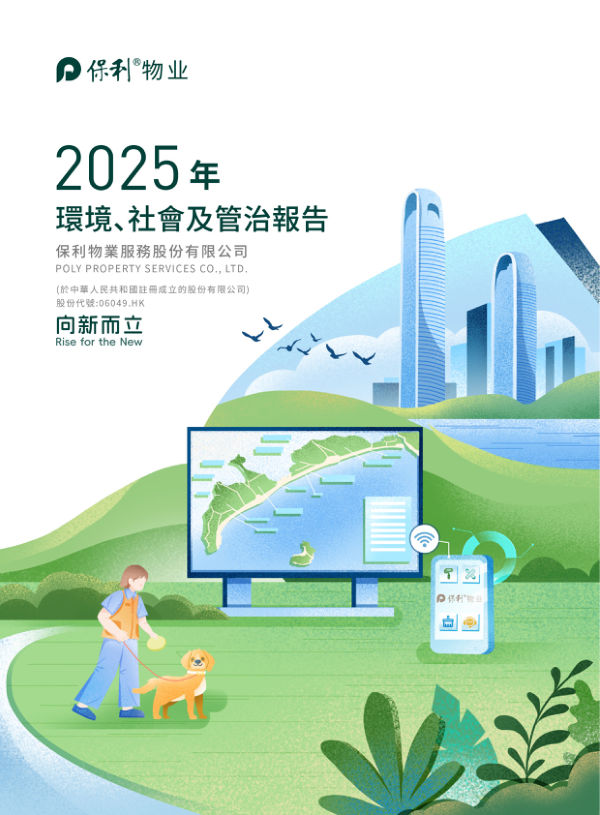 保利®物业
2025年
環境、社會及管治報告
保利物業服務股份有限公司
POLY PROPERTY SERVICES CO., LTD.
(於中華人民共和國註冊成立的股份有限公司)
股份代號:06049.HK
向新而立
Rise for the New
保利®物业